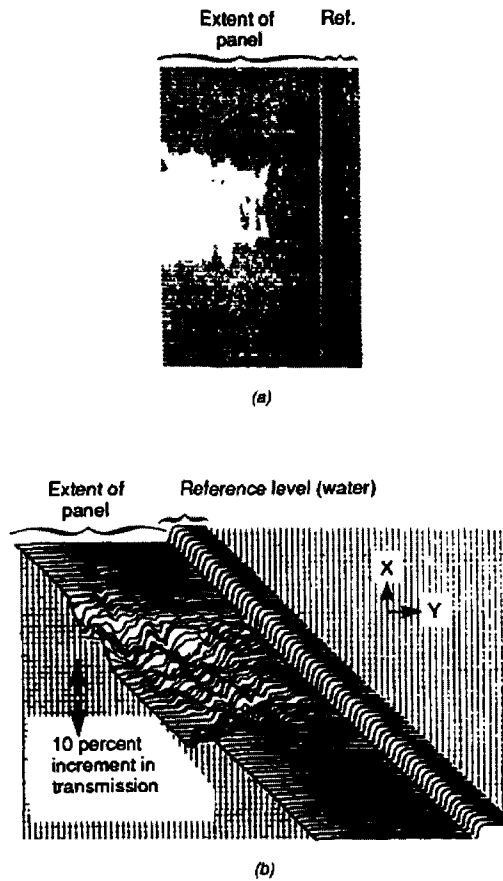 Extent of Ref.
panel
(a)
Extent of Reference level (water)
panel
X
Y
10 percent
increment in
transmission
(b)